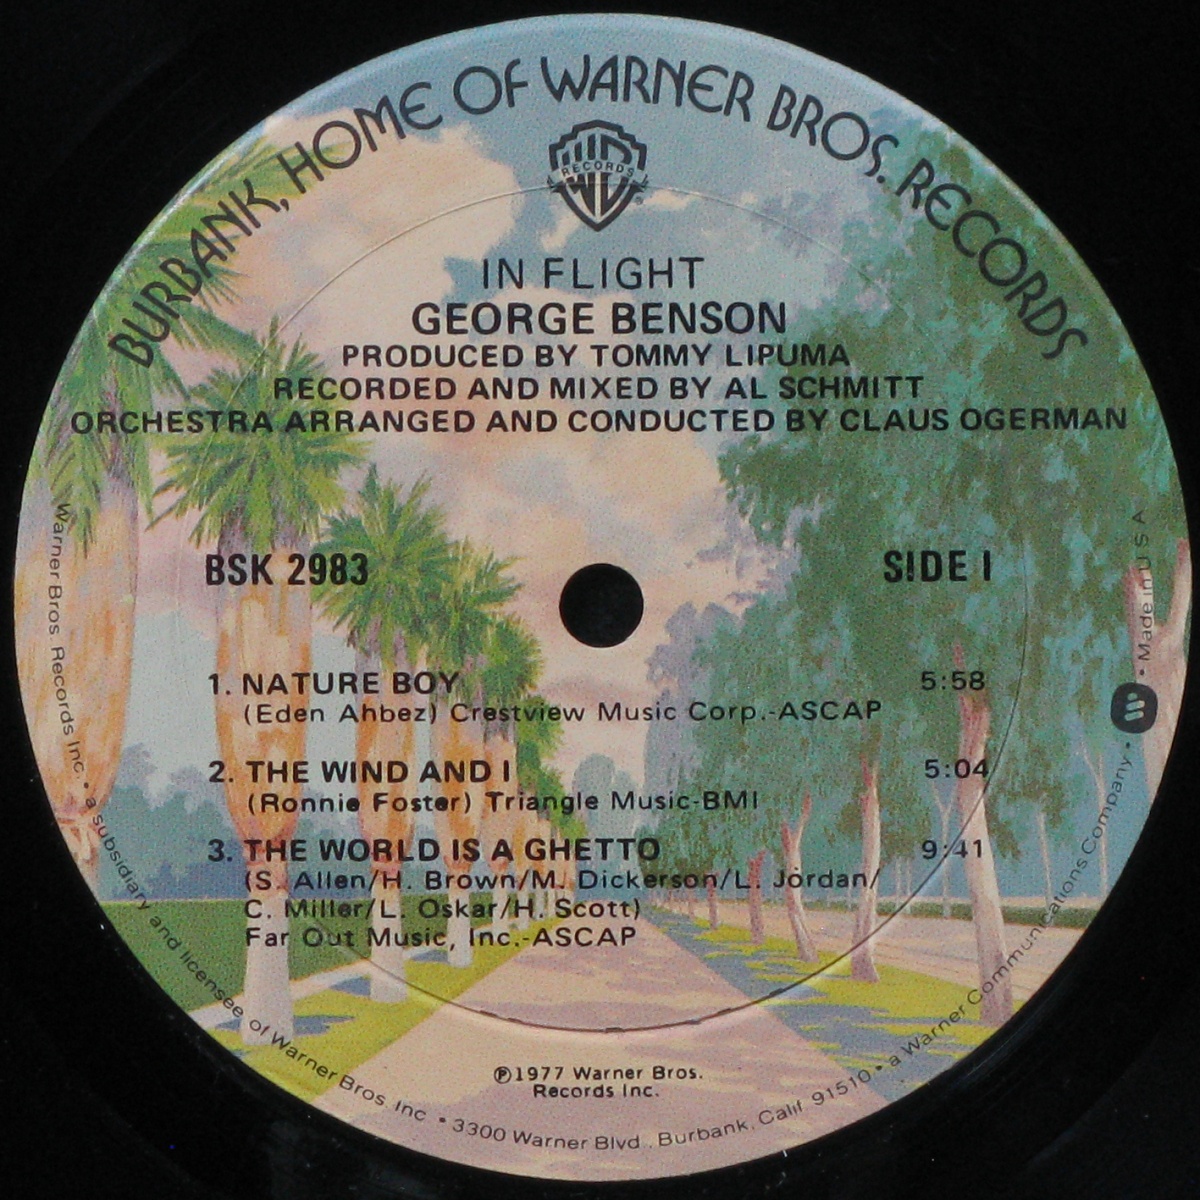 BURBANK, HOME OF WARNER BROS. RECORDS
RECORDS
IN FLIGHT
GEORGE BENSON
PRODUCED BY TOMMY LIPUMA
RECORDED AND MIXED BY AL SCHMITT
ORCHESTRA ARRANGED AND CONDUCTED BY CLAUS OGERMAN
BSK 2983
SIDE I
1. NATURE BOY 5:58
(Eden Ahbez) Crestview Music Corp.-ASCAP
2. THE WIND AND I 5:04
(Ronnie Foster) Triangle Music-BMI
3. THE WORLD IS A GHETTO 9:41
(S. Allen/H. Brown/M. Dickerson/L. Jordan/
C. Miller/L. Oskar/H. Scott)
Far Out Music, Inc.-ASCAP
℗1977 Warner Bros.
Records Inc.
Warner Bros. Records Inc. • a subsidiary and licensee of Warner Bros. Inc • 3300 Warner Blvd., Burbank, Calif 91510 • a Warner Communications Company • Made in U S A